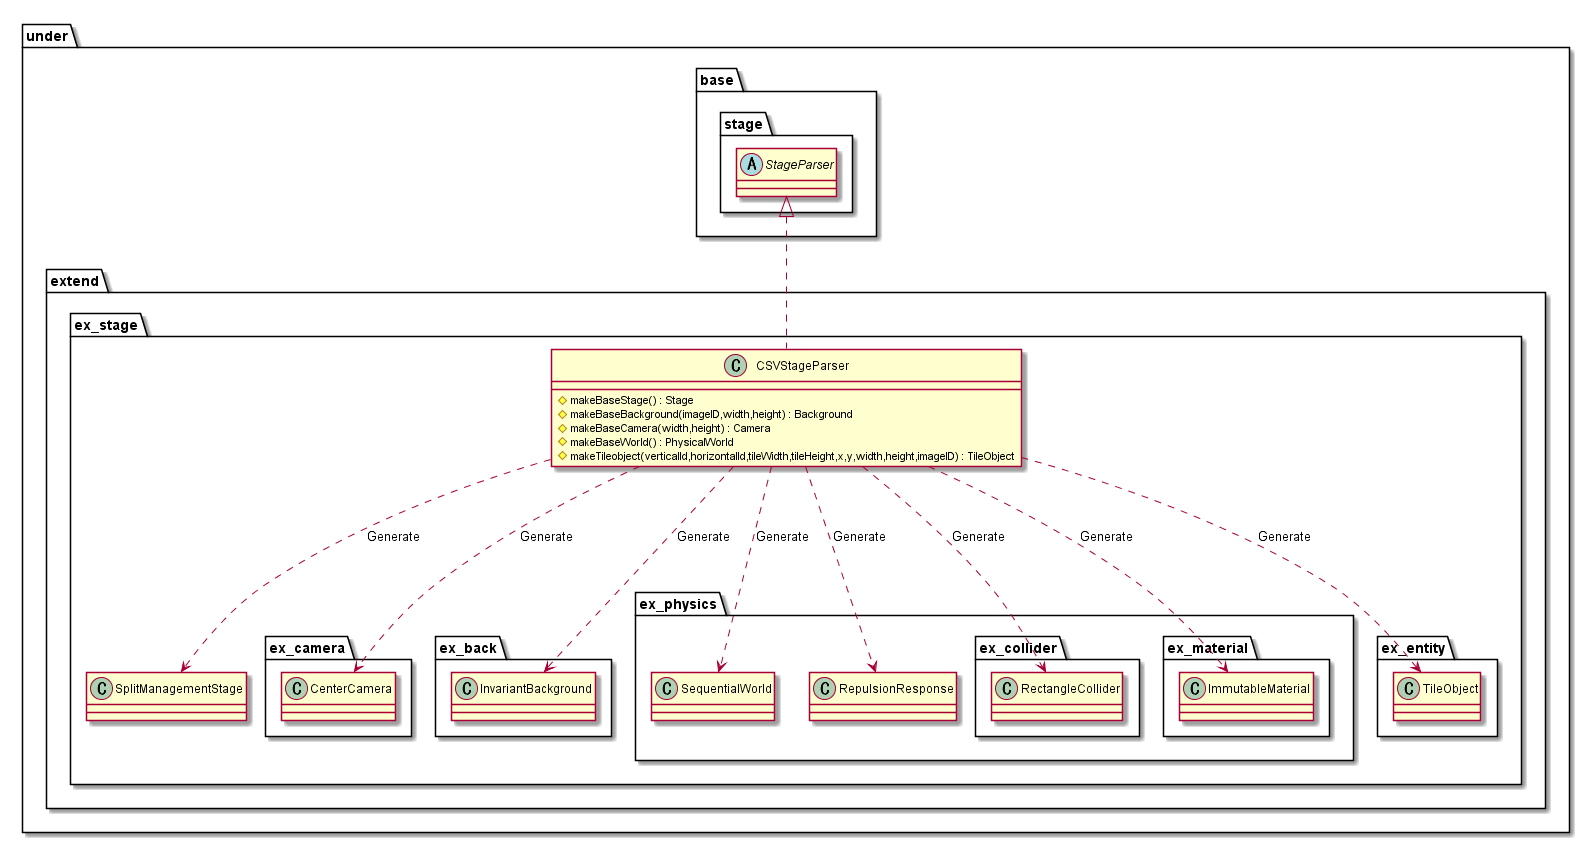 under
base
stage
A StageParser
extend
ex_stage
C CSVStageParser
makeBaseStage() : Stage
makeBaseBackground(imageID,width,height) : Background
makeBaseCamera(width,height) : Camera
makeBaseWorld() : PhysicalWorld
makeTileobject(verticalId,horizontalId,tileWidth,tileHeight,x,y,width,height,imageID) : TileObject
Generate Generate Generate Generate Generate Generate Generate Generate
ex_physics
ex_camera ex_back ex_collider ex_material ex_entity
C SplitManagementStage C CenterCamera C InvariantBackground C SequentialWorld C RepulsionResponse C RectangleCollider C ImmutableMaterial C TileObject